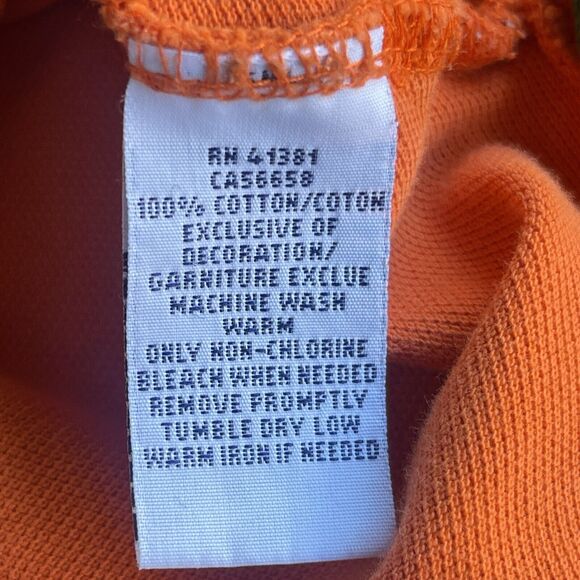 RN 41381
CA56658
100% COTTON/COTON
EXCLUSIVE OF
DECORATION/
GARNITURE EXCLUE
MACHINE WASH
WARM
ONLY NON-CHLORINE
BLEACH WHEN NEEDED
REMOVE PROMPTLY
TUMBLE DRY LOW
WARM IRON IF NEEDED